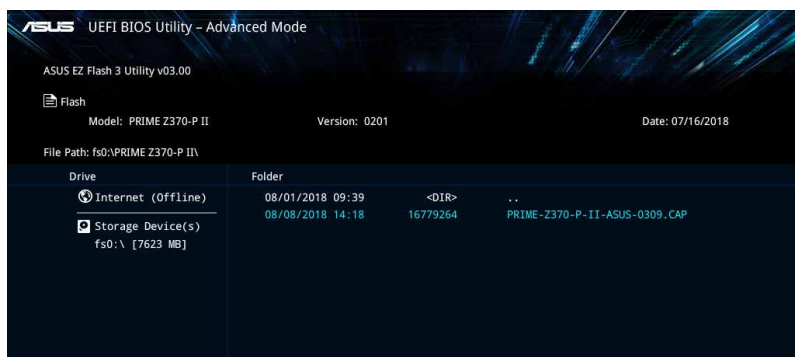 ASUS UEFI BIOS Utility – Advanced Mode
ASUS EZ Flash 3 Utility v03.00
Flash
Model: PRIME Z370-P II Version: 0201 Date: 07/16/2018
File Path: fs0:\PRIME Z370-P II\
Drive Folder
Internet (Offline) 08/01/2018 09:39 <DIR> ..
08/08/2018 14:18 16779264 PRIME-Z370-P-II-ASUS-0309.CAP
Storage Device(s)
fs0:\ [7623 MB]